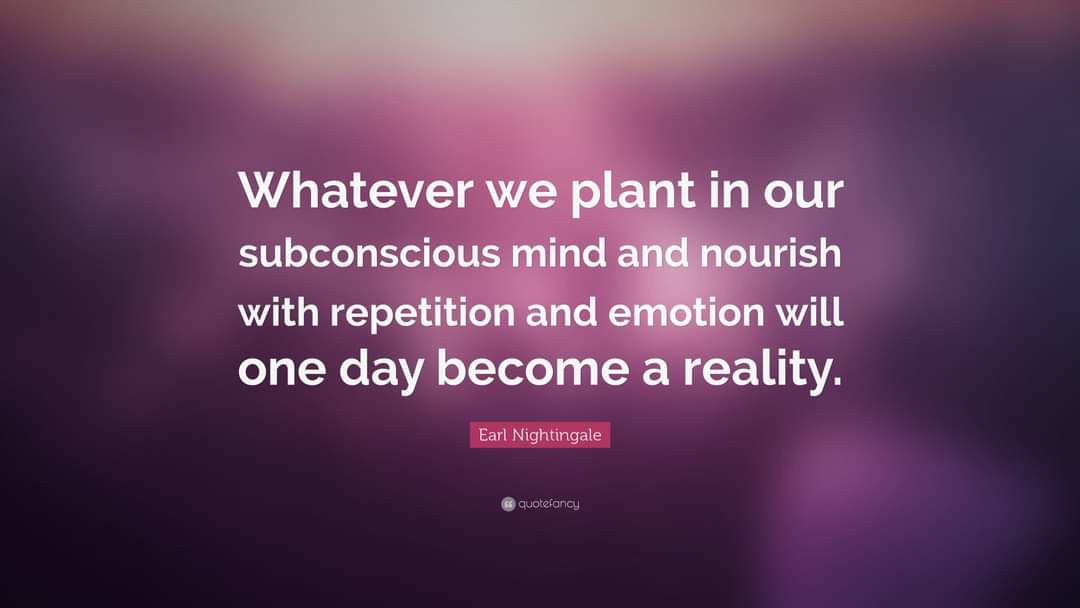 Whatever we plant in our
subconscious mind and nourish
with repetition and emotion will
one day become a reality.
Earl Nightingale
quotefancy